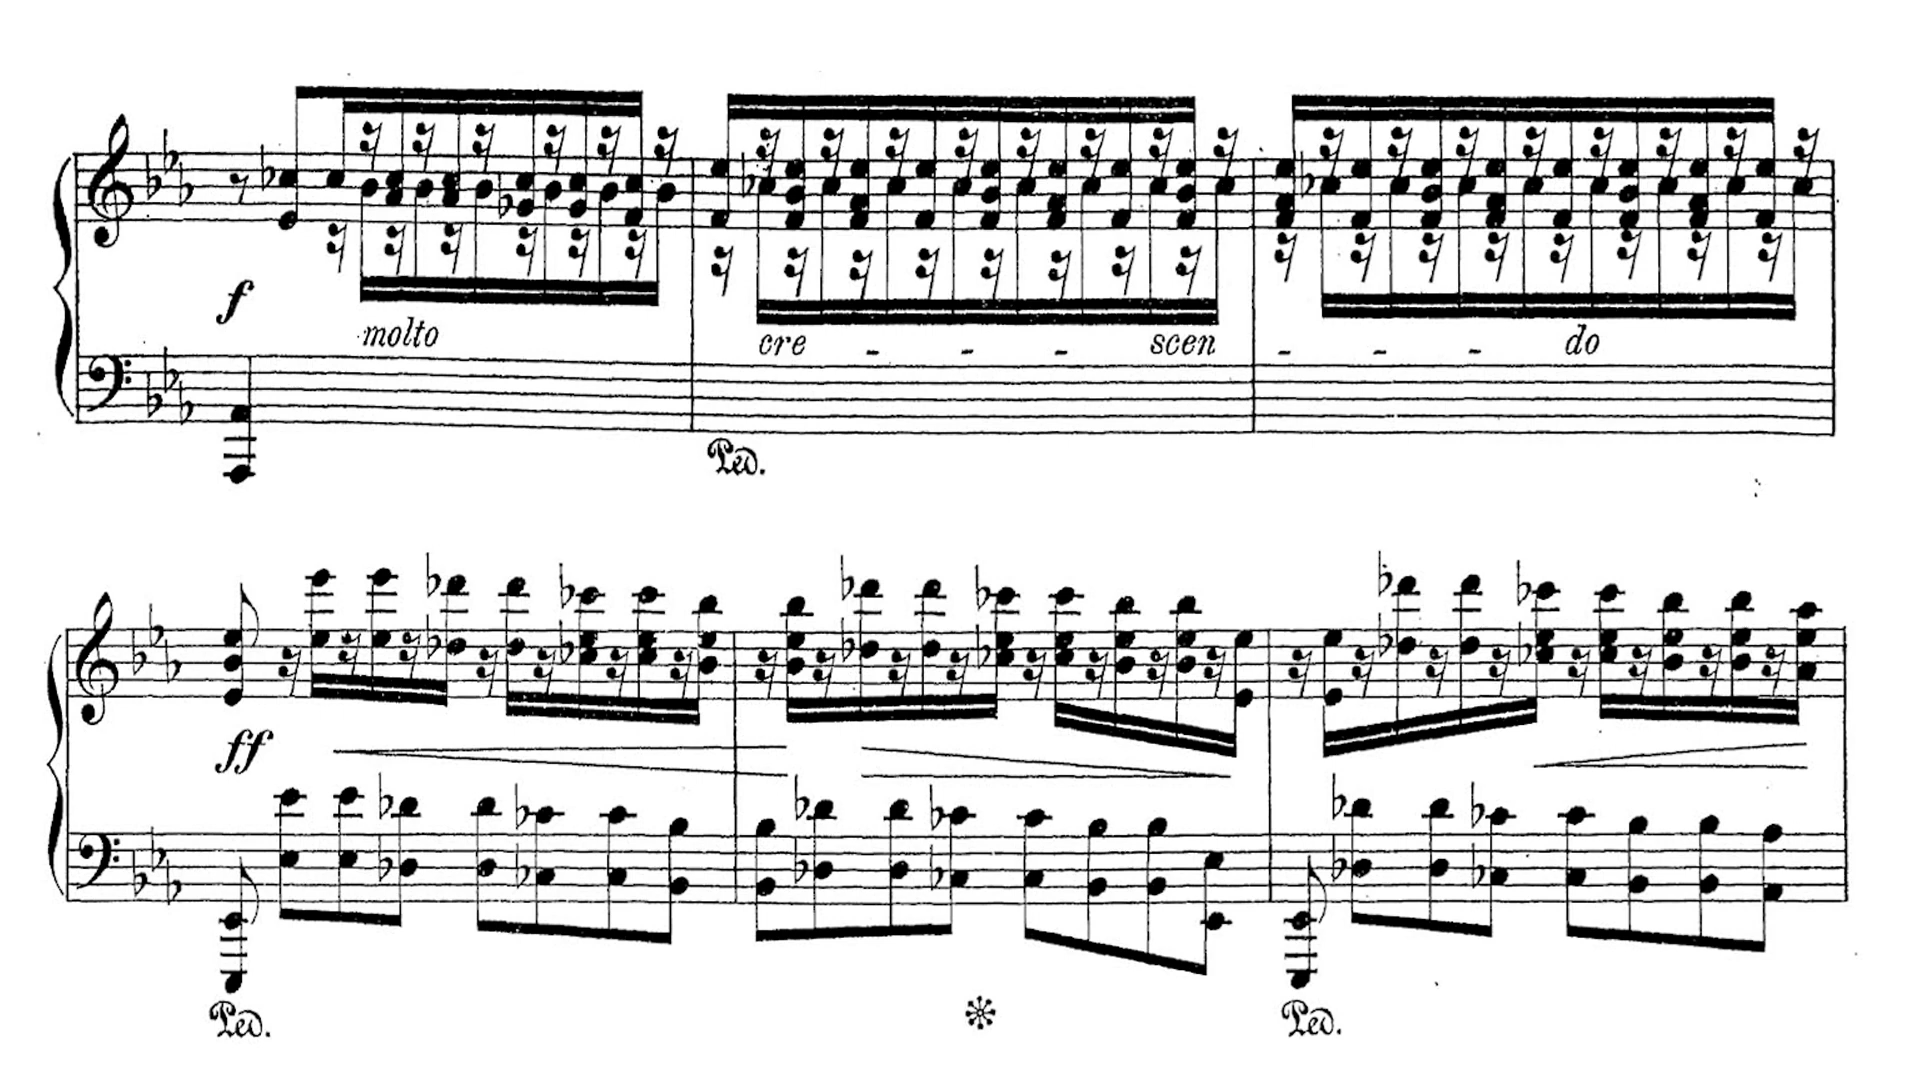 f
molto
cre - - - scen - - - do
Ped.
ff
Ped. Ped.